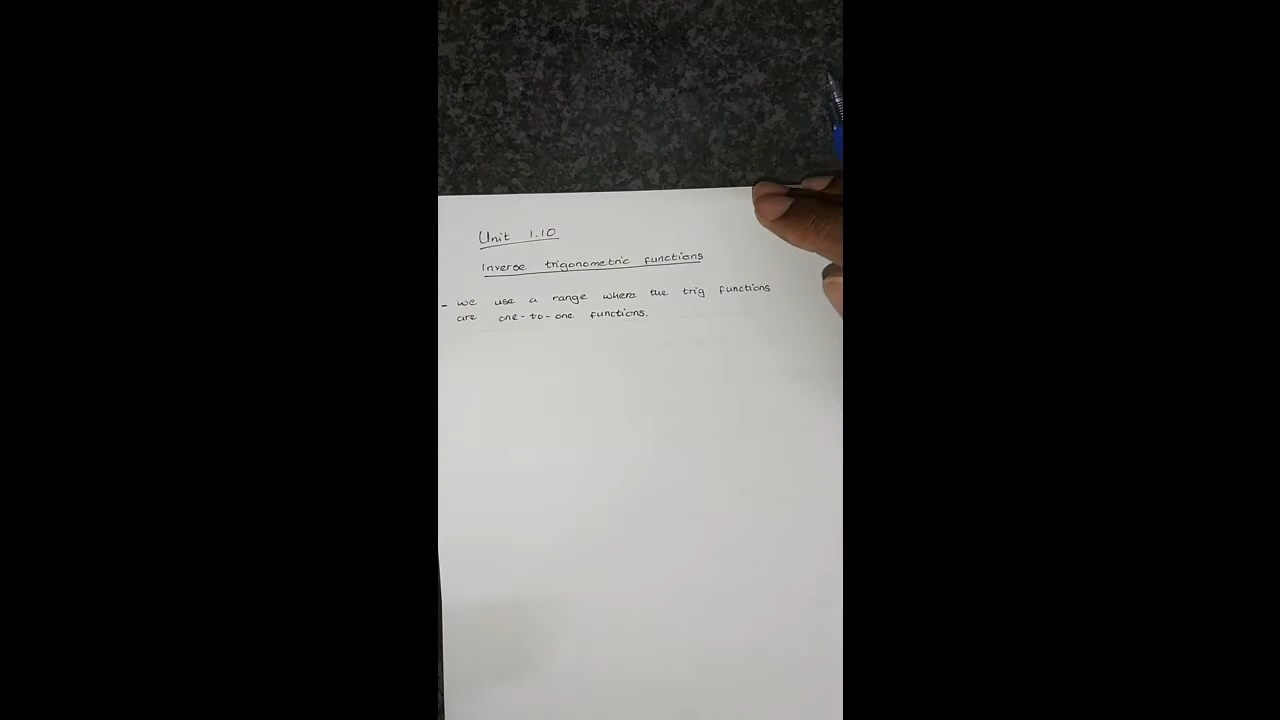 Unit 1.10
Inverse trigonometric functions
- we use a range where the trig functions
are one-to-one functions.